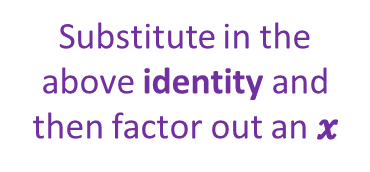 Substitute in the
above identity and
then factor out an x